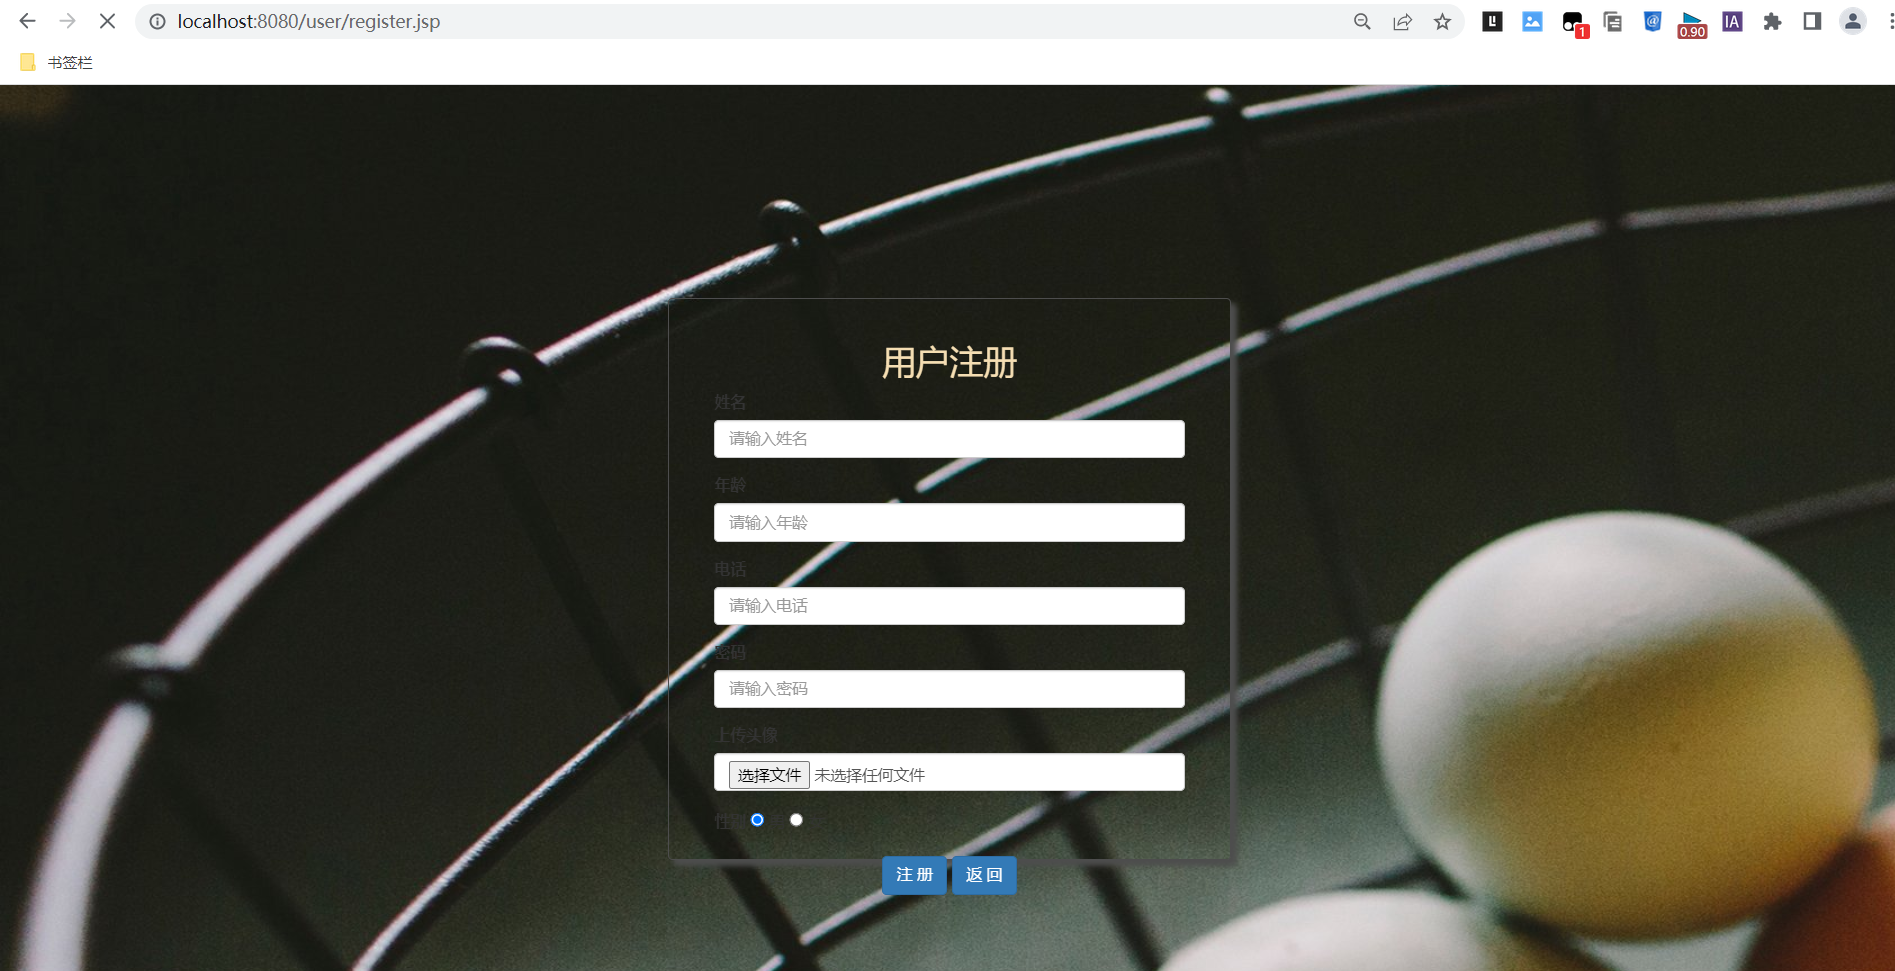 localhost:8080/user/register.jsp
1
0.90
IA
书签栏
用户注册
姓名
请输入姓名
年龄
请输入年龄
电话
请输入电话
密码
请输入密码
上传头像
选择文件 未选择任何文件
性
注册 返回